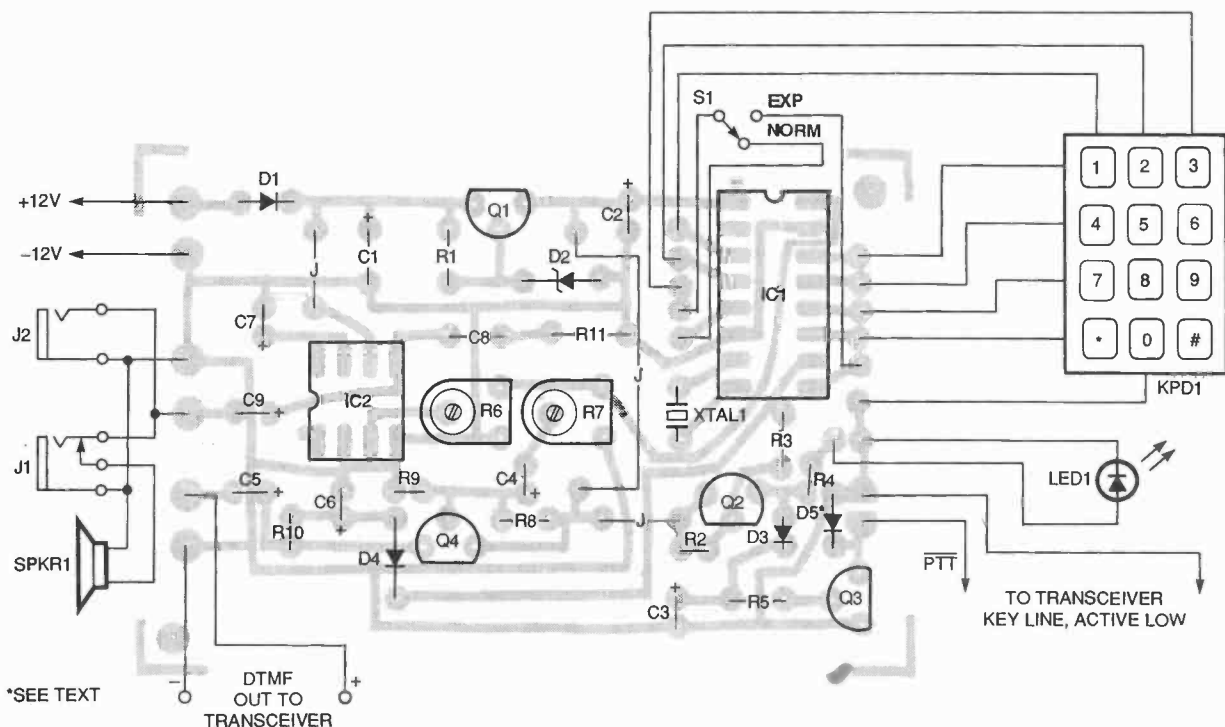 S1
EXP
NORM
+12V
D1
Q1
C2
1
2
3
-12V
J
C1
R1
D2
IC1
4
5
6
J2
C7
C8
R11
7
8
9
*
0
#
KPD1
C9
IC2
R6
R7
J
XTAL1
J1
J
R3
C5
C6
R9
C4
R4
LED1
R10
R8
J
Q2
D5*
SPKR1
D4
Q4
R2
D3
PTT
C3
R5
Q3
TO TRANSCEIVER
KEY LINE, ACTIVE LOW
*SEE TEXT
DTMF
OUT TO
TRANSCEIVER